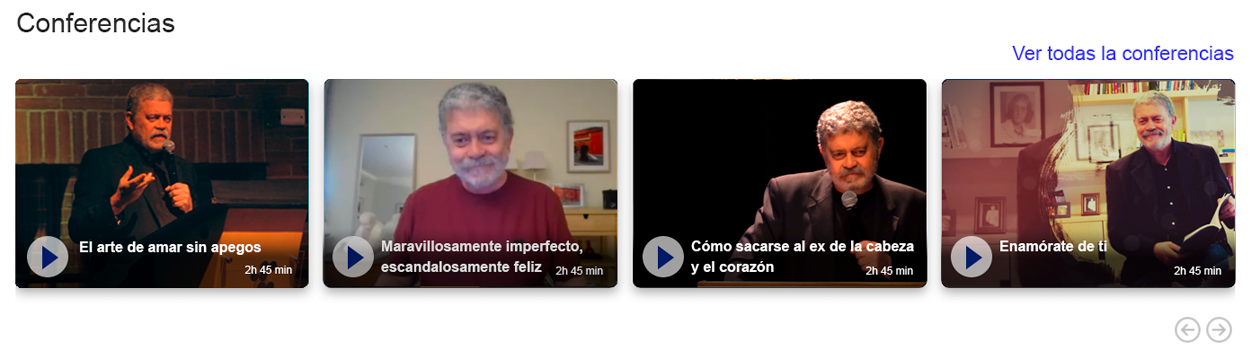 Conferencias
Ver todas la conferencias
El arte de amar sin apegos
2h 45 min
Maravillosamente imperfecto,
escandalosamente feliz
2h 45 min
Cómo sacarse al ex de la cabeza
y el corazón
2h 45 min
Enamórate de ti
2h 45 min